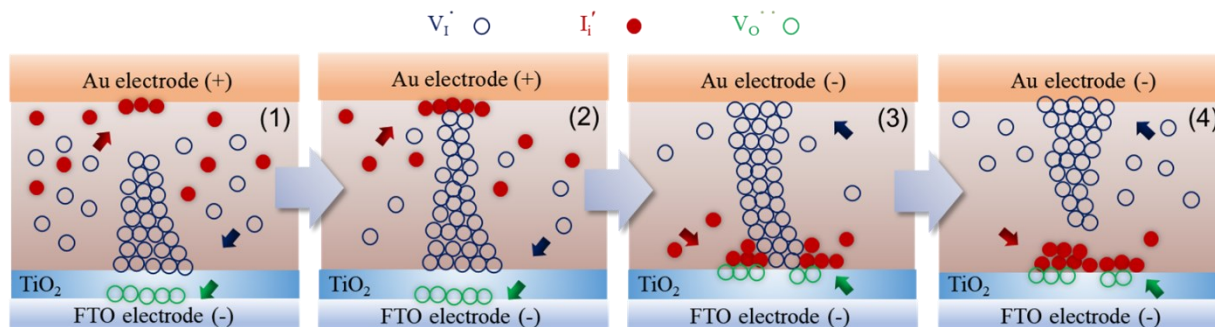 V_I^• I_i′ V_O^••
Au electrode (+) Au electrode (+) Au electrode (-) Au electrode (-)
(1) (2) (3) (4)
TiO₂ TiO₂ TiO₂ TiO₂
FTO electrode (-) FTO electrode (-) FTO electrode (-) FTO electrode (-)